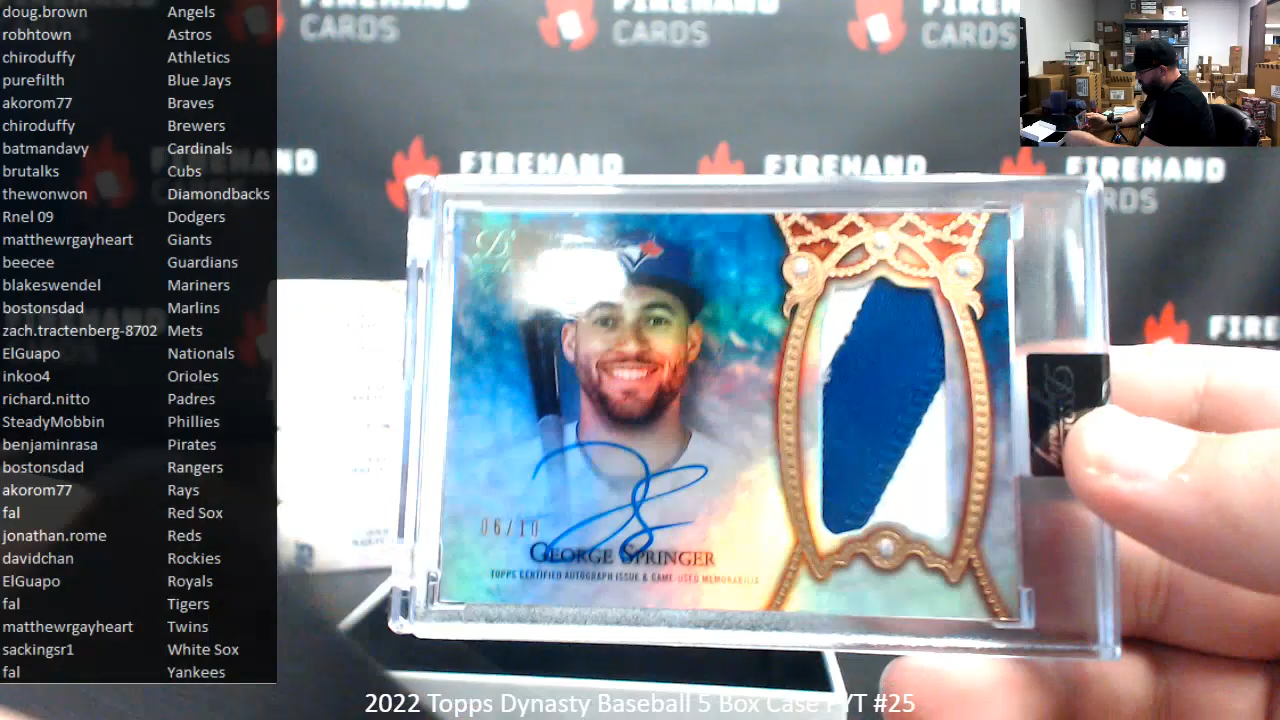 doug.brown Angels
robhtown Astros
chiroduffy Athletics
purefilth Blue Jays
akorom77 Braves
chiroduffy Brewers
batmandavy Cardinals
brutalks Cubs
thewonwon Diamondbacks
Rnel 09 Dodgers
matthewrgayheart Giants
beecee Guardians
blakeswendel Mariners
bostonsdad Marlins
zach.tractenberg-8702 Mets
ElGuapo Nationals
inkoo4 Orioles
richard.nitto Padres
SteadyMobbin Phillies
benjaminrasa Pirates
bostonsdad Rangers
akorom77 Rays
fal Red Sox
jonathan.rome Reds
davidchan Rockies
ElGuapo Royals
fal Tigers
matthewrgayheart Twins
sackingsr1 White Sox
fal Yankees
FIREHAND CARDS
CARDS
CARDS
FIREHAND
FIREHAND
FIREHAND
06/10
GEORGE SPRINGER
TOPPS CERTIFIED AUTOGRAPH ISSUE & GAME-USED MEMORABILIA
2022 Topps Dynasty Baseball 5 Box Case PYT #25